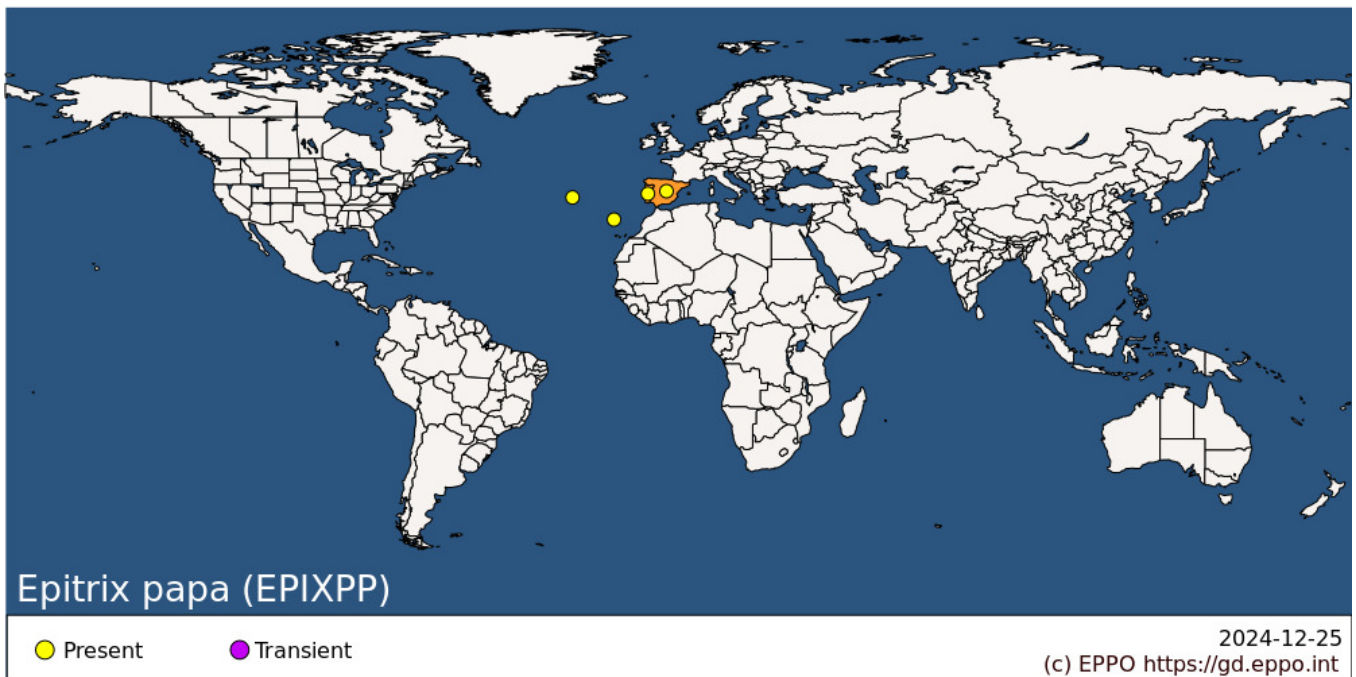 Epitrix papa (EPIXPP)
Present
Transient
2024-12-25
(c) EPPO https://gd.eppo.int